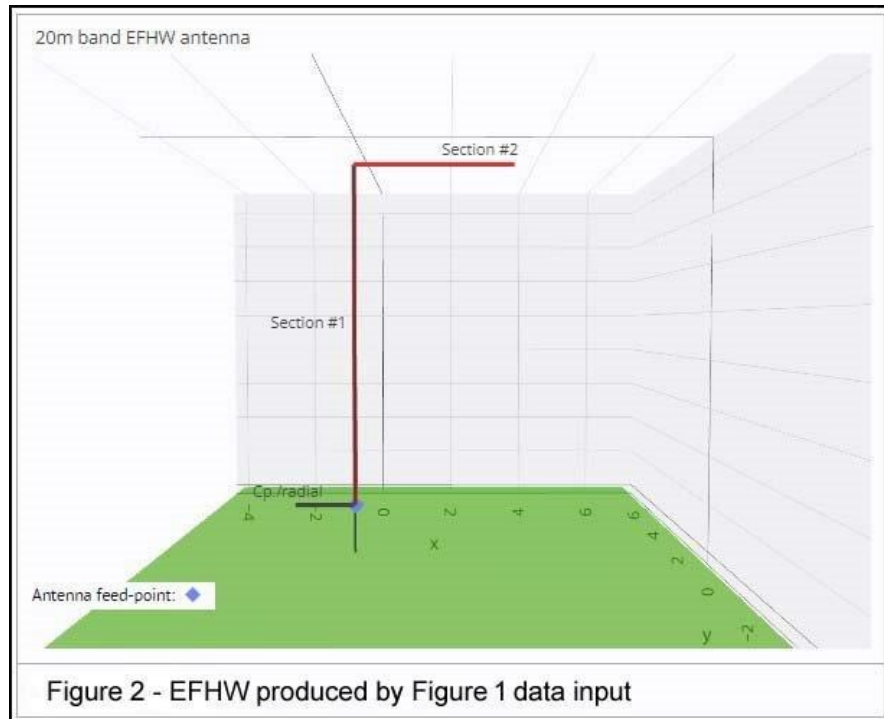 20m band EFHW antenna
Section #2
Section #1
Cp./radial
-4
-2
0
2
4
6
x
6
4
2
0
-2
y
Antenna feed-point:
Figure 2 - EFHW produced by Figure 1 data input